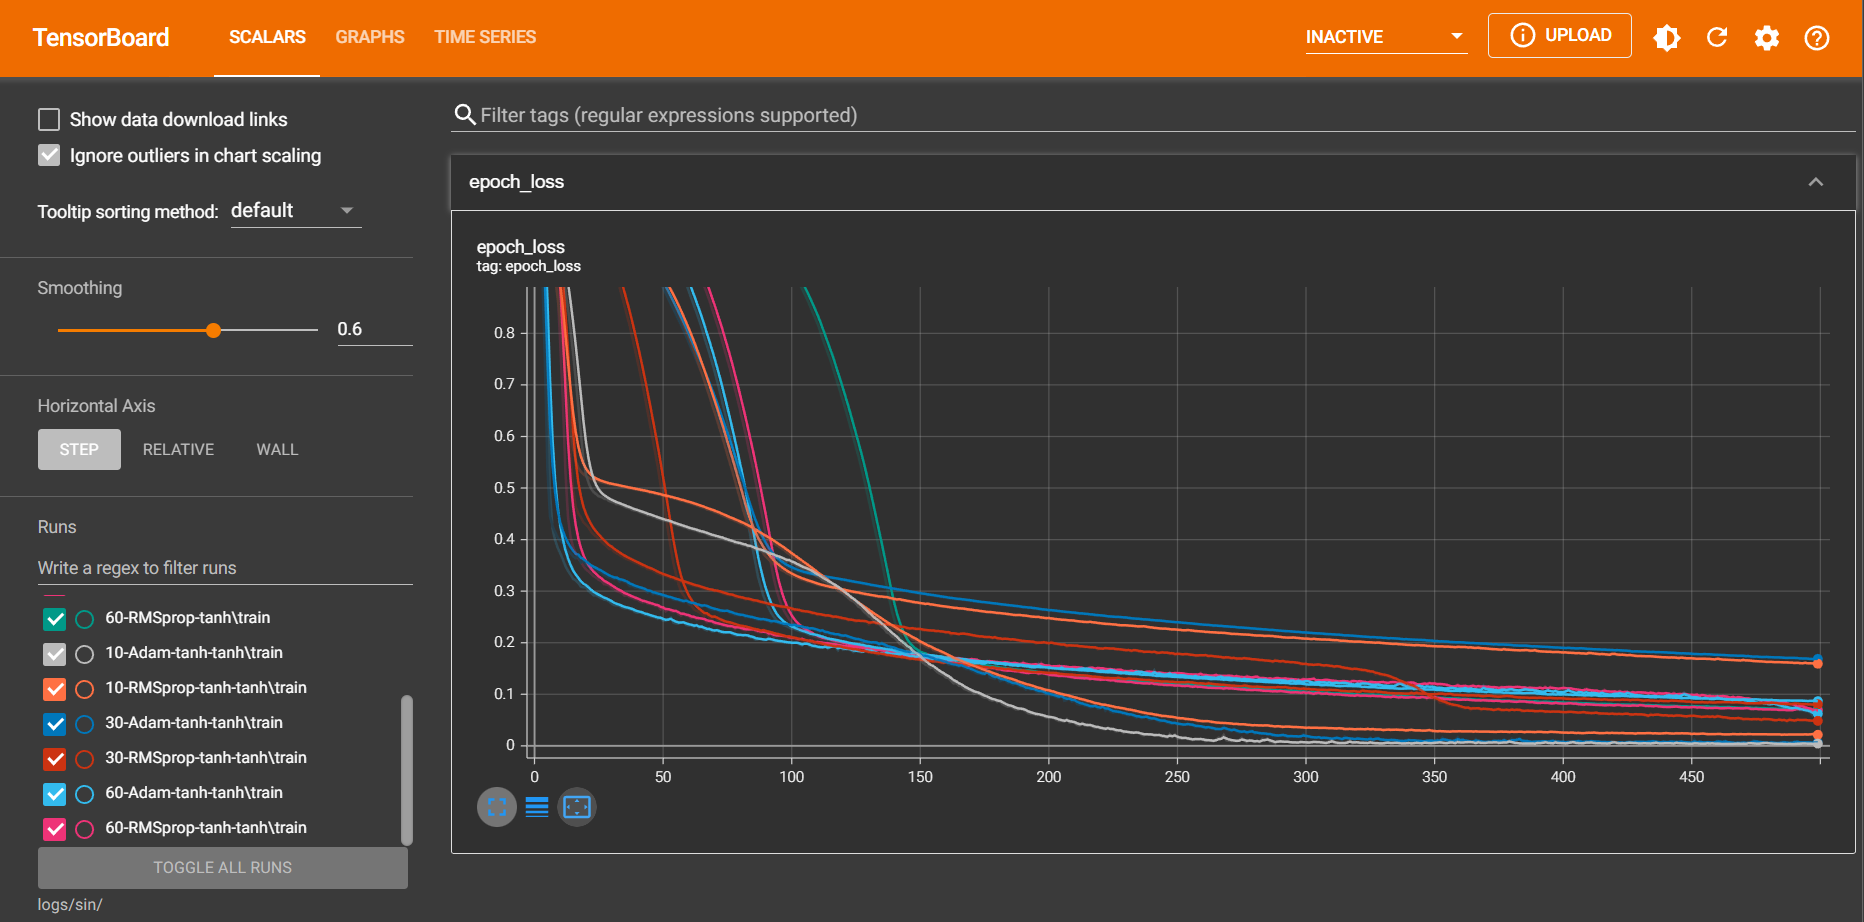 TensorBoard SCALARS GRAPHS TIME SERIES INACTIVE UPLOAD
Show data download links
Ignore outliers in chart scaling
Tooltip sorting method: default
Smoothing
0.6
Horizontal Axis
STEP RELATIVE WALL
Runs
Write a regex to filter runs
60-RMSprop-tanh\train
10-Adam-tanh-tanh\train
10-RMSprop-tanh-tanh\train
30-Adam-tanh-tanh\train
30-RMSprop-tanh-tanh\train
60-Adam-tanh-tanh\train
60-RMSprop-tanh-tanh\train
TOGGLE ALL RUNS
logs/sin/
Filter tags (regular expressions supported)
epoch_loss
epoch_loss
tag: epoch_loss
0.8
0.7
0.6
0.5
0.4
0.3
0.2
0.1
0
0 50 100 150 200 250 300 350 400 450